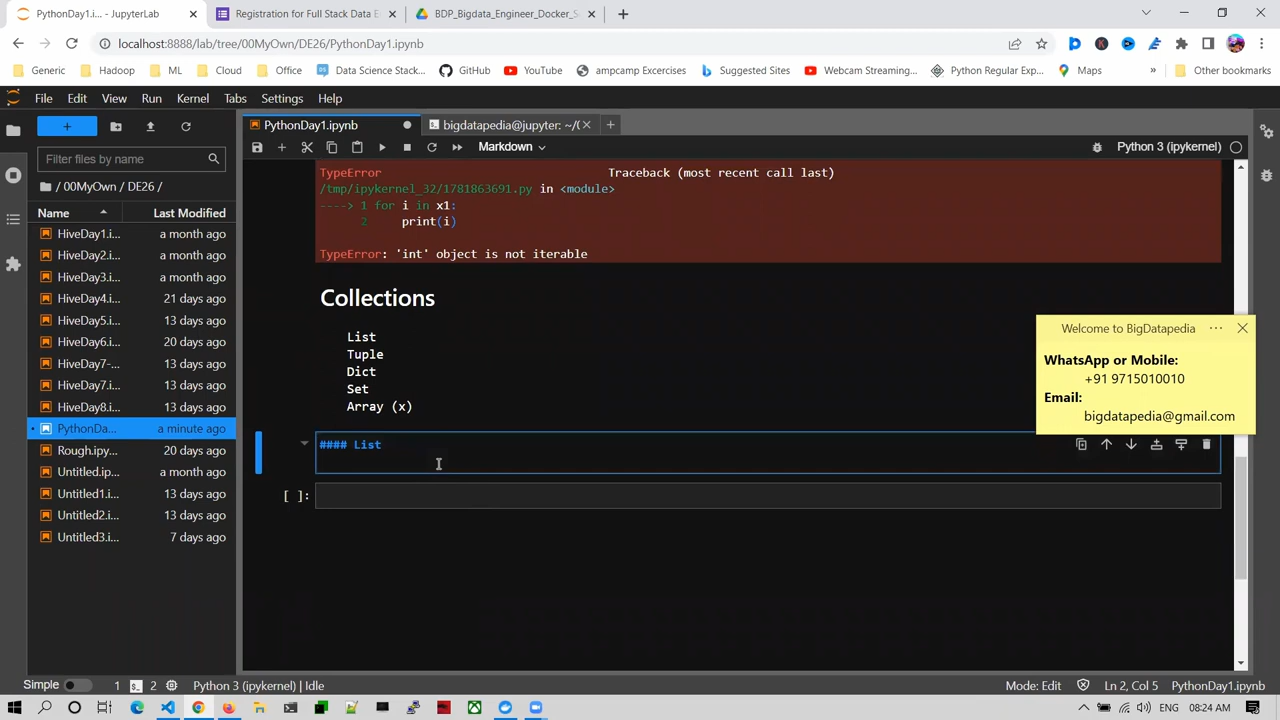 PythonDay1.i... - JupyterLab
Registration for Full Stack Data E
BDP_Bigdata_Engineer_Docker_S
localhost:8888/lab/tree/00MyOwn/DE26/PythonDay1.ipynb
Generic
Hadoop
ML
Cloud
Office
Data Science Stack...
GitHub
YouTube
ampcamp Excercises
Suggested Sites
Webcam Streaming...
Python Regular Exp...
Maps
»
Other bookmarks
File Edit View Run Kernel Tabs Settings Help
PythonDay1.ipynb
bigdatapedia@jupyter: ~/(
Filter files by name
Markdown
Python 3 (ipykernel)
/ 00MyOwn / DE26 /
Name Last Modified
HiveDay1.i... a month ago
HiveDay2.i... a month ago
HiveDay3.i... a month ago
HiveDay4.i... 21 days ago
HiveDay5.i... 13 days ago
HiveDay6.i... 20 days ago
HiveDay7-... 13 days ago
HiveDay7.i... 13 days ago
HiveDay8.i... 13 days ago
PythonDa... a minute ago
Rough.ipy... 20 days ago
Untitled.ip... a month ago
Untitled1.i... 13 days ago
Untitled2.i... 13 days ago
Untitled3.i... 7 days ago
TypeError Traceback (most recent call last)
/tmp/ipykernel_32/1781863691.py in <module>
----> 1 for i in x1:
2 print(i)
TypeError: 'int' object is not iterable
Collections
List
Tuple
Dict
Set
Array (x)
#### List
[ ]:
Welcome to BigDatapedia
WhatsApp or Mobile:
+91 9715010010
Email:
bigdatapedia@gmail.com
Simple 1 2 Python 3 (ipykernel) | Idle
Mode: Edit Ln 2, Col 5 PythonDay1.ipynb
ENG 08:24 AM